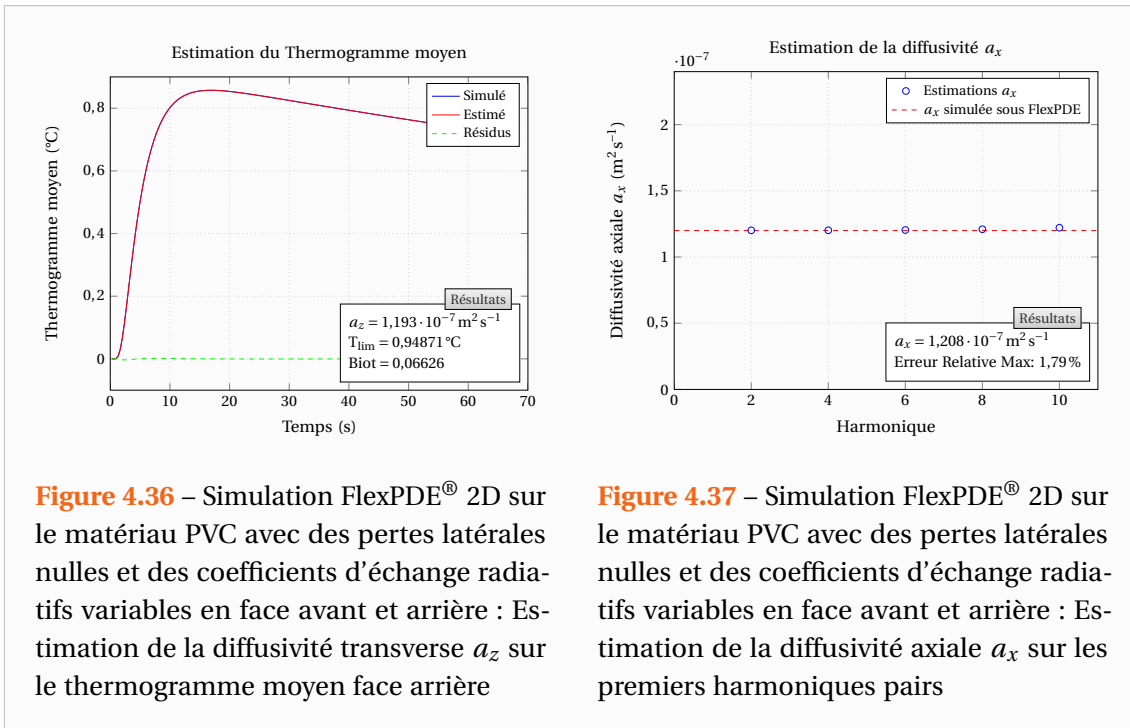 Estimation du Thermogramme moyen
Thermogramme moyen (°C)
0,8
0,6
0,4
0,2
0
Simulé
Estimé
Résidus
Résultats
a_z = 1,193 · 10⁻⁷ m² s⁻¹
T_lim = 0,94871 °C
Biot = 0,06626
0 10 20 30 40 50 60 70
Temps (s)
Estimation de la diffusivité a_x
·10⁻⁷
Diffusivité axiale a_x (m² s⁻¹)
2
1,5
1
0,5
0
Estimations a_x
a_x simulée sous FlexPDE
Résultats
a_x = 1,208 · 10⁻⁷ m² s⁻¹
Erreur Relative Max: 1,79 %
0 2 4 6 8 10
Harmonique
Figure 4.36 – Simulation FlexPDE® 2D sur
le matériau PVC avec des pertes latérales
nulles et des coefficients d'échange radia-
tifs variables en face avant et arrière : Es-
timation de la diffusivité transverse a_z sur
le thermogramme moyen face arrière
Figure 4.37 – Simulation FlexPDE® 2D sur
le matériau PVC avec des pertes latérales
nulles et des coefficients d'échange radia-
tifs variables en face avant et arrière : Es-
timation de la diffusivité axiale a_x sur les
premiers harmoniques pairs